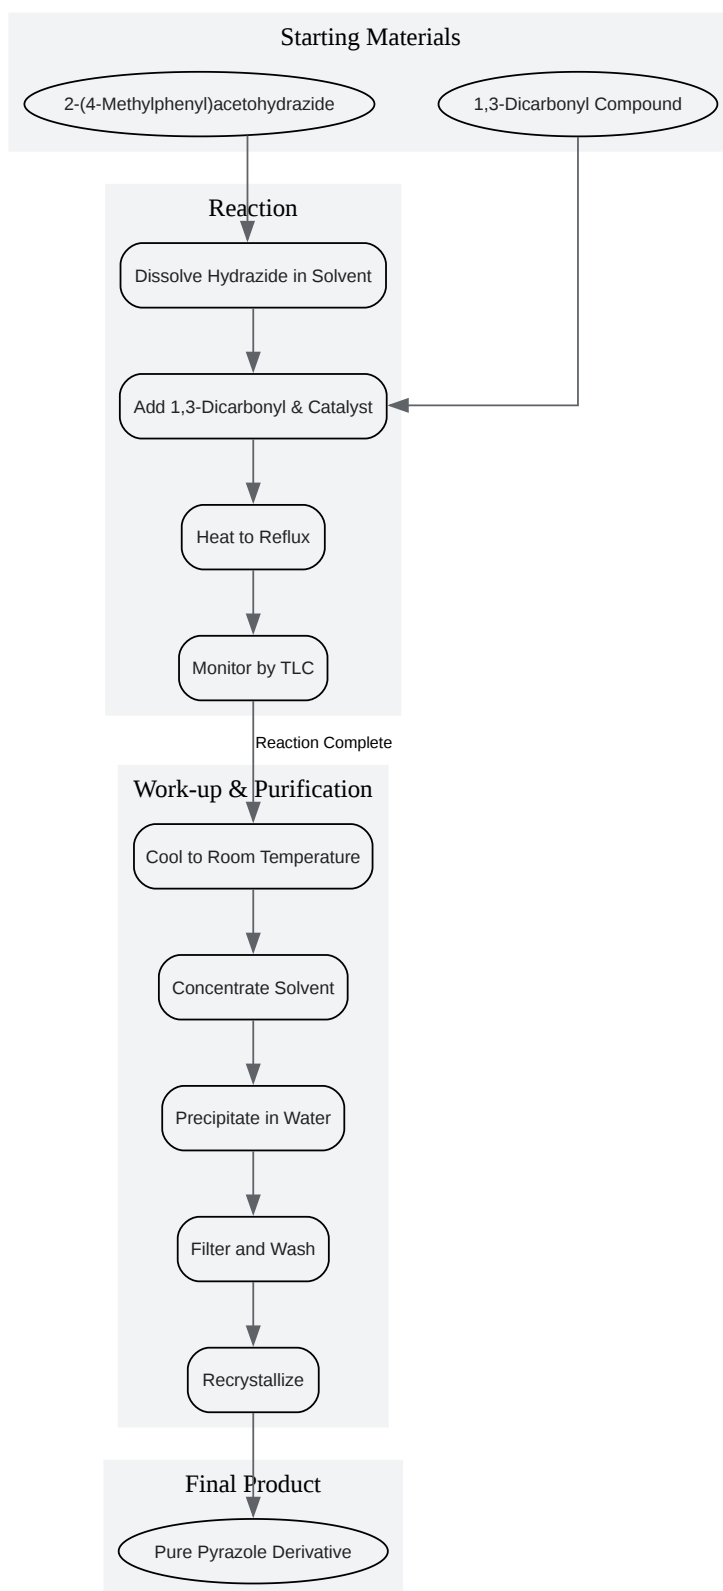 Starting Materials
2-(4-Methylphenyl)acetohydrazide
1,3-Dicarbonyl Compound
Reaction
Dissolve Hydrazide in Solvent
Add 1,3-Dicarbonyl & Catalyst
Heat to Reflux
Monitor by TLC
Reaction Complete
Work-up & Purification
Cool to Room Temperature
Concentrate Solvent
Precipitate in Water
Filter and Wash
Recrystallize
Final Product
Pure Pyrazole Derivative